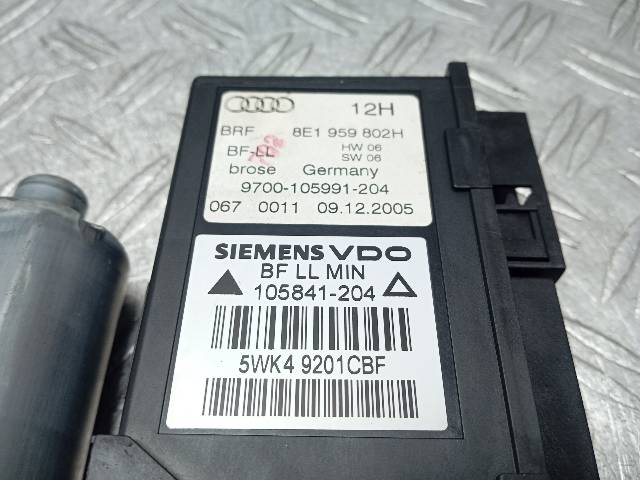 12H
BRF 8E1 959 802H
BF-LL HW 06
SW 06
brose Germany
9700-105991-204
067 0011 09.12.2005
SIEMENS VDO
BF LL MIN
105841-204
5WK4 9201CBF